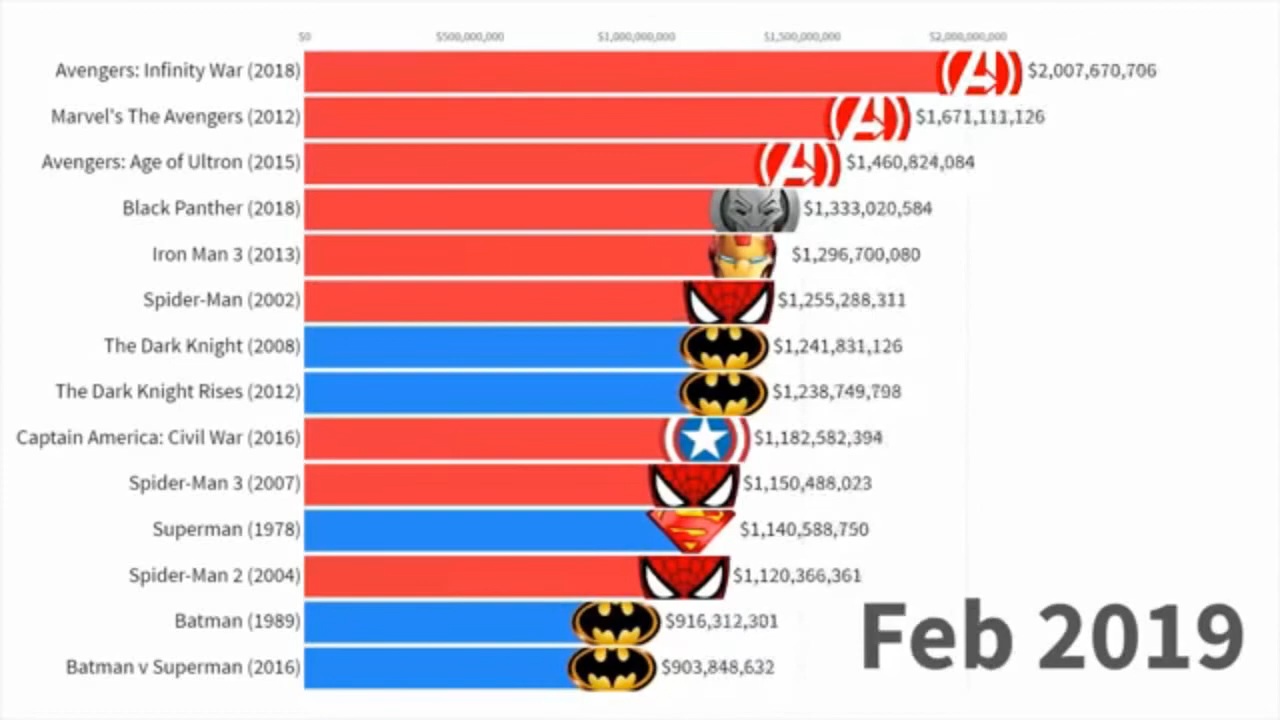 $0 $500,000,000 $1,000,000,000 $1,500,000,000 $2,000,000,000
Avengers: Infinity War (2018) $2,007,670,706
Marvel's The Avengers (2012) $1,671,111,126
Avengers: Age of Ultron (2015) $1,460,824,084
Black Panther (2018) $1,333,020,584
Iron Man 3 (2013) $1,296,700,080
Spider-Man (2002) $1,255,288,311
The Dark Knight (2008) $1,241,831,126
The Dark Knight Rises (2012) $1,238,749,798
Captain America: Civil War (2016) $1,182,582,394
Spider-Man 3 (2007) $1,150,488,023
Superman (1978) $1,140,588,750
Spider-Man 2 (2004) $1,120,366,361
Batman (1989) $916,312,301
Batman v Superman (2016) $903,848,632
Feb 2019